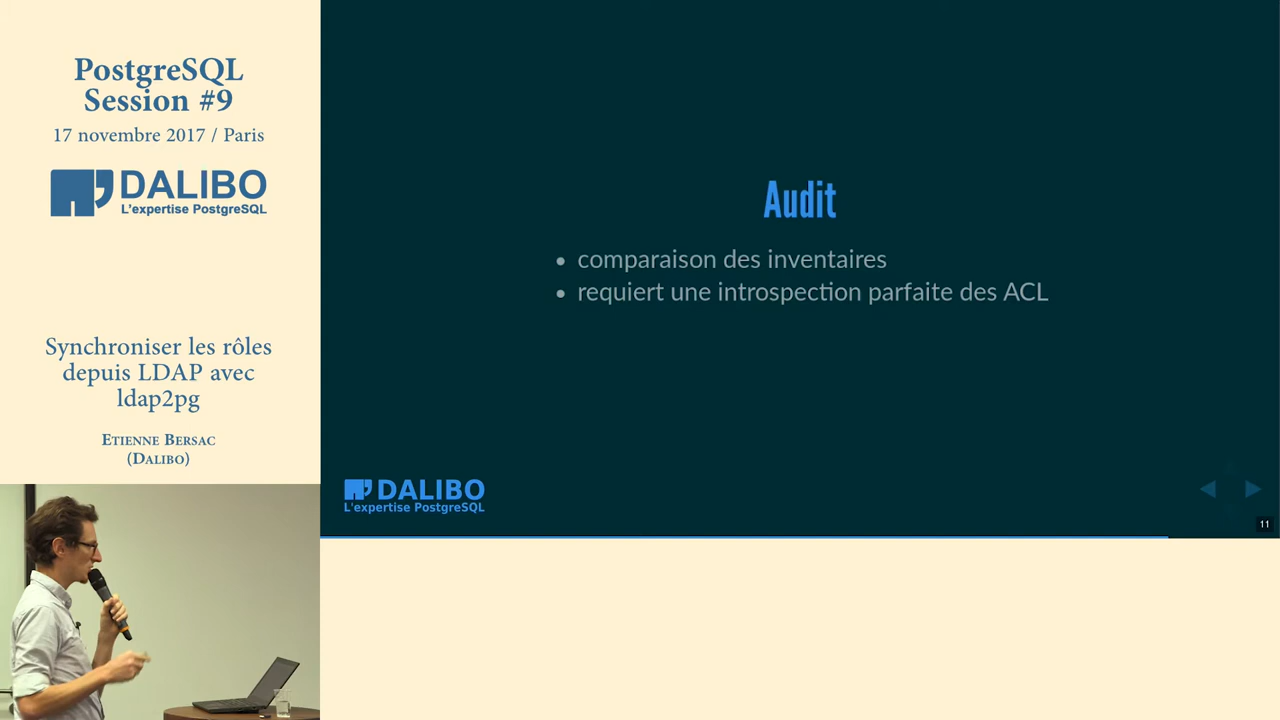 PostgreSQL
Session #9
17 novembre 2017 / Paris
DALIBO
L'expertise PostgreSQL
Synchroniser les rôles
depuis LDAP avec
ldap2pg
Etienne Bersac
(Dalibo)
Audit
• comparaison des inventaires
• requiert une introspection parfaite des ACL
DALIBO
L'expertise PostgreSQL
11